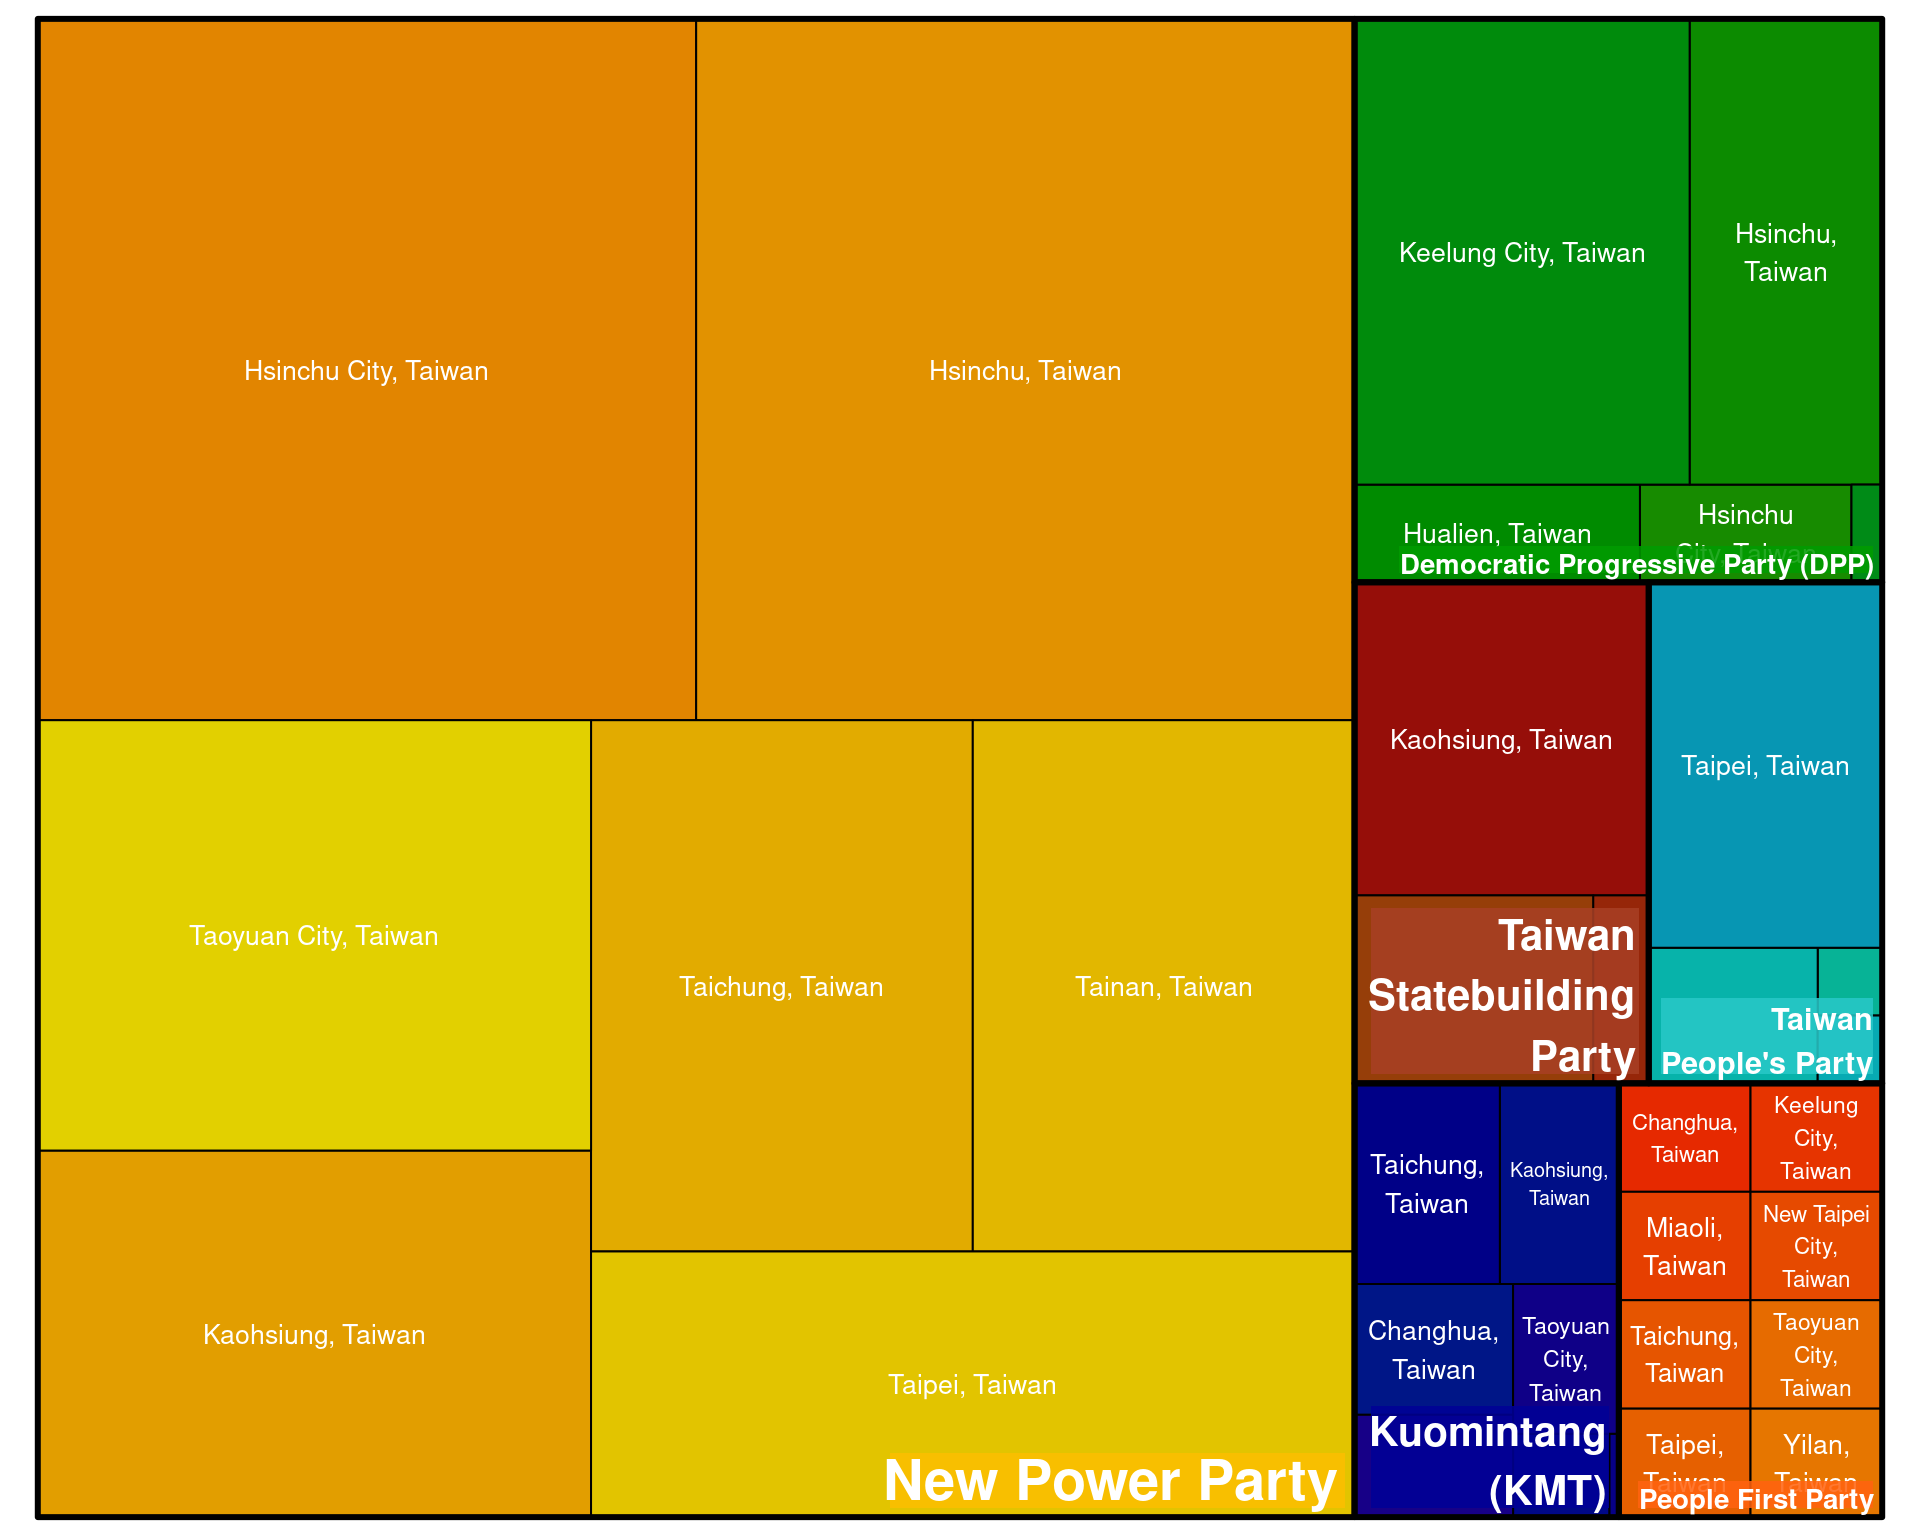 Hsinchu City, Taiwan
Hsinchu, Taiwan
Taoyuan City, Taiwan
Kaohsiung, Taiwan
Taichung, Taiwan
Tainan, Taiwan
Taipei, Taiwan
New Power Party
Keelung City, Taiwan
Hsinchu,
Taiwan
Hualien, Taiwan
Hsinchu
City, Taiwan
Democratic Progressive Party (DPP)
Kaohsiung, Taiwan
Taiwan
Statebuilding
Party
Taipei, Taiwan
Taiwan
People's Party
Taichung,
Taiwan
Kaohsiung,
Taiwan
Changhua,
Taiwan
Taoyuan
City,
Taiwan
Kuomintang
(KMT)
Changhua,
Taiwan
Keelung
City,
Taiwan
Miaoli,
Taiwan
New Taipei
City,
Taiwan
Taichung,
Taiwan
Taoyuan
City,
Taiwan
Taipei,
Taiwan
Yilan,
Taiwan
People First Party